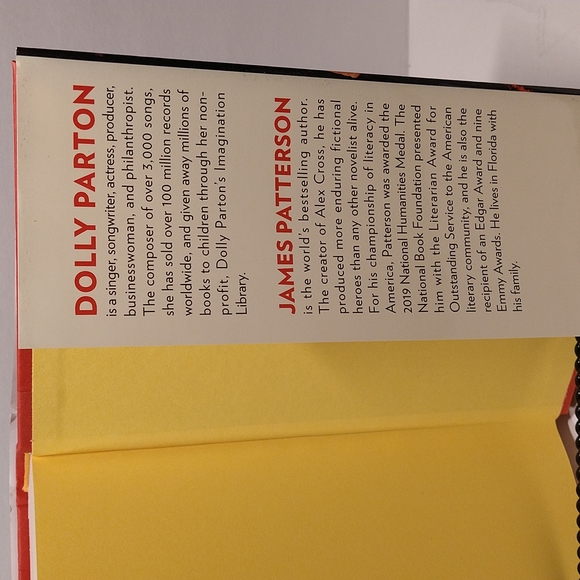 DOLLY PARTON
is a singer, songwriter, actress, producer,
businesswoman, and philanthropist.
The composer of over 3,000 songs,
she has sold over 100 million records
worldwide, and given away millions of
books to children through her non-
profit, Dolly Parton's Imagination
Library.
JAMES PATTERSON
is the world's bestselling author.
The creator of Alex Cross, he has
produced more enduring fictional
heroes than any other novelist alive.
For his championship of literacy in
America, Patterson was awarded the
2019 National Humanities Medal. The
National Book Foundation presented
him with the Literarian Award for
Outstanding Service to the American
literary community, and he is also the
recipient of an Edgar Award and nine
Emmy Awards. He lives in Florida with
his family.